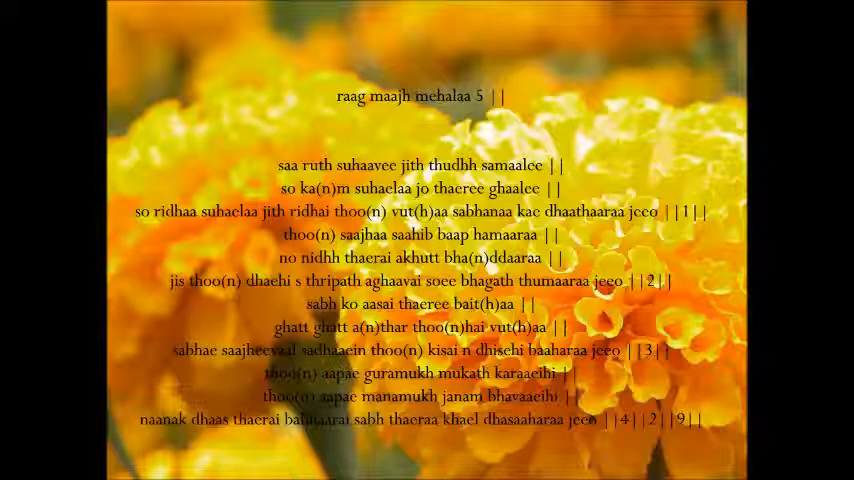 raag maajh mehalaa 5 ||
saa ruth suhaavee jith thudhh samaalee ||
so ka(n)m suhaelaa jo thaeree ghaalee ||
so ridhaa suhaelaa jith ridhai thoo(n) vut(h)aa sabhanaa kae dhaathaaraa jeeo ||1||
thoo(n) saajhaa saahib baap hamaaraa ||
no nidhh thaerai akhutt bha(n)ddaaraa ||
jis thoo(n) dhaehi s thripath aghaavai soee bhagath thumaaraa jeeo ||2||
sabh ko aasai thaeree bait(h)aa ||
ghatt ghatt a(n)thar thoo(n)hai vut(h)aa ||
sabhae saajheevaal sadhaaein thoo(n) kisai n dhisehi baaharaa jeeo ||3||
thoo(n) aapae guramukh mukath karaaeihi ||
thoo(n) aapae manamukh janam bhavaaeihi ||
naanak dhaas thaerai balihaarai sabh thaeraa khael dhasaaharaa jeeo ||4||2||9||